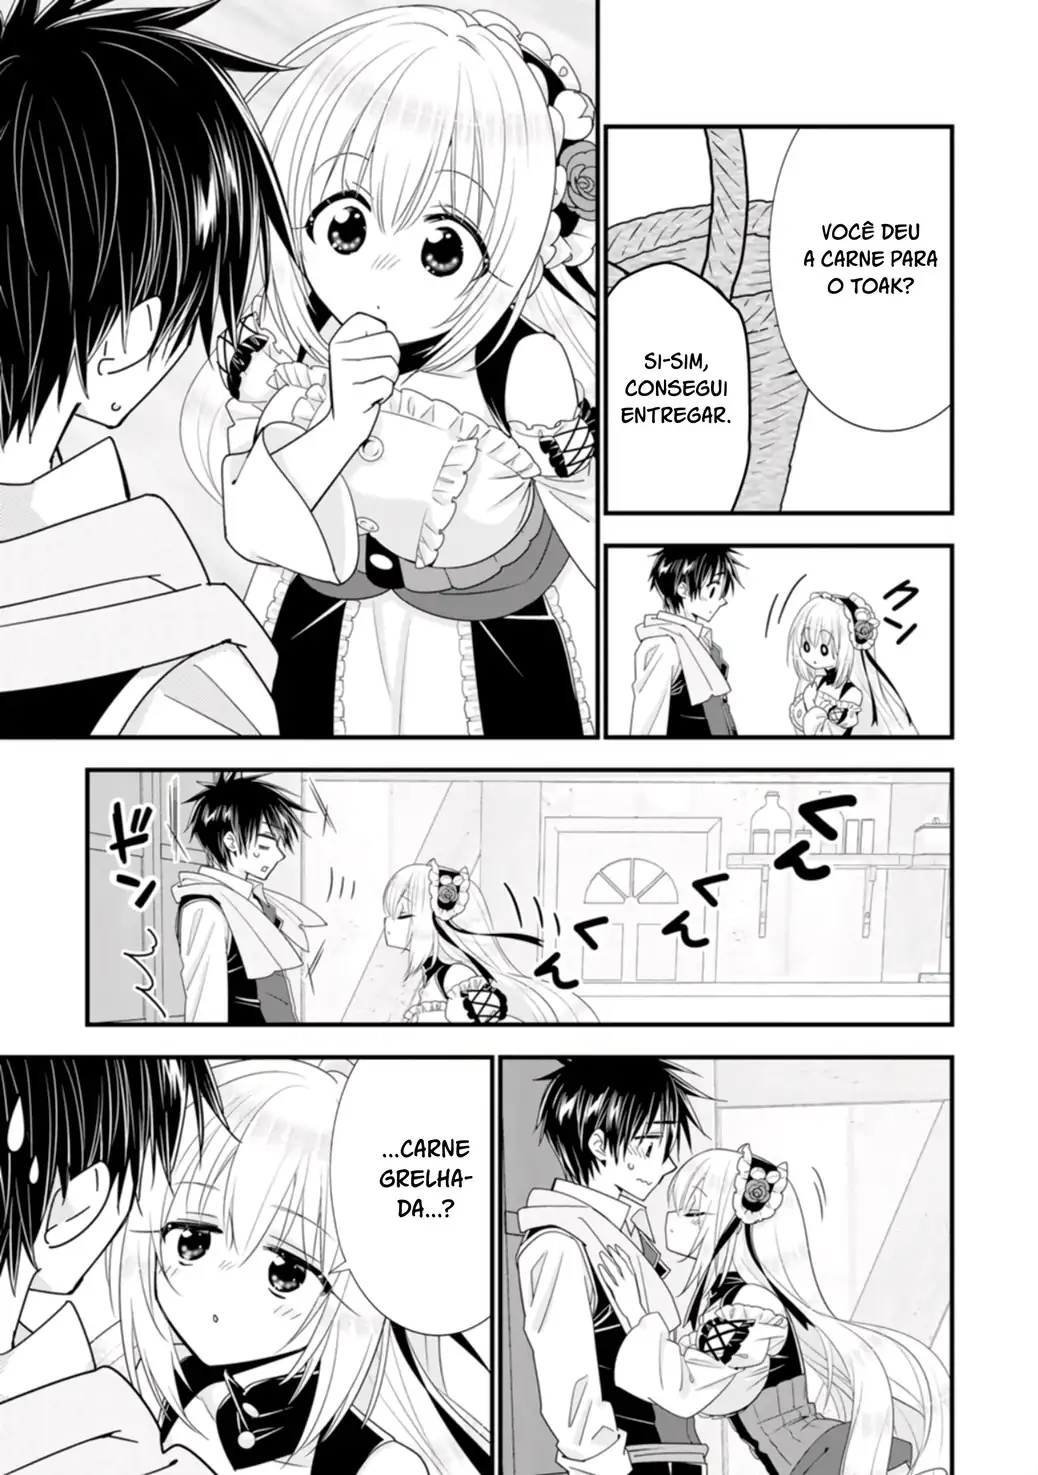 VOCÊ DEU
A CARNE PARA
O TOAK?
SI-SIM,
CONSEGUI
ENTREGAR.
クン
くん
くん
くん
ドン
...CARNE
GRELHA-
DA...?